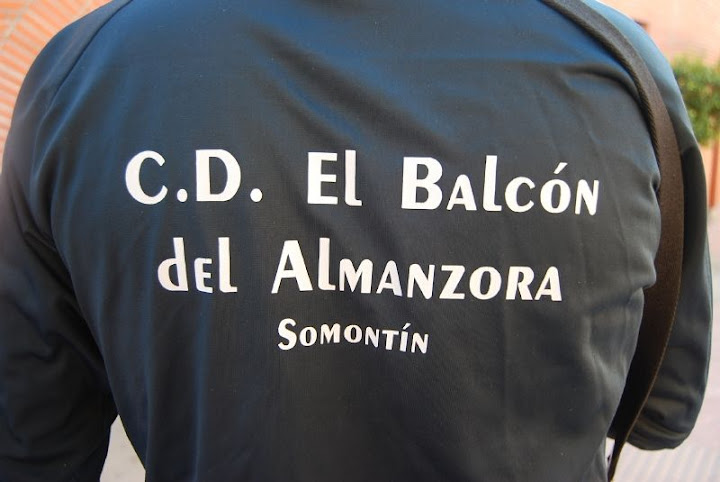 C.D. El Balcón
del Almanzora
Somontín